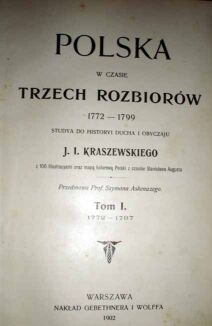 POLSKA
W CZASIE
TRZECH ROZBIORÓW
1772 — 1799
STUDYA DO HISTORYI DUCHA I OBYCZAJU
J. I. KRASZEWSKIEGO
z 106 illustracyami oraz mapą kolorową Polski z czasów Stanisława Augusta
Przedmowa Prof. Szymona Askenazego.
Tom I.
1772 — 1787
WARSZAWA
NAKŁAD GEBETHNERA I WOLFFA
1902